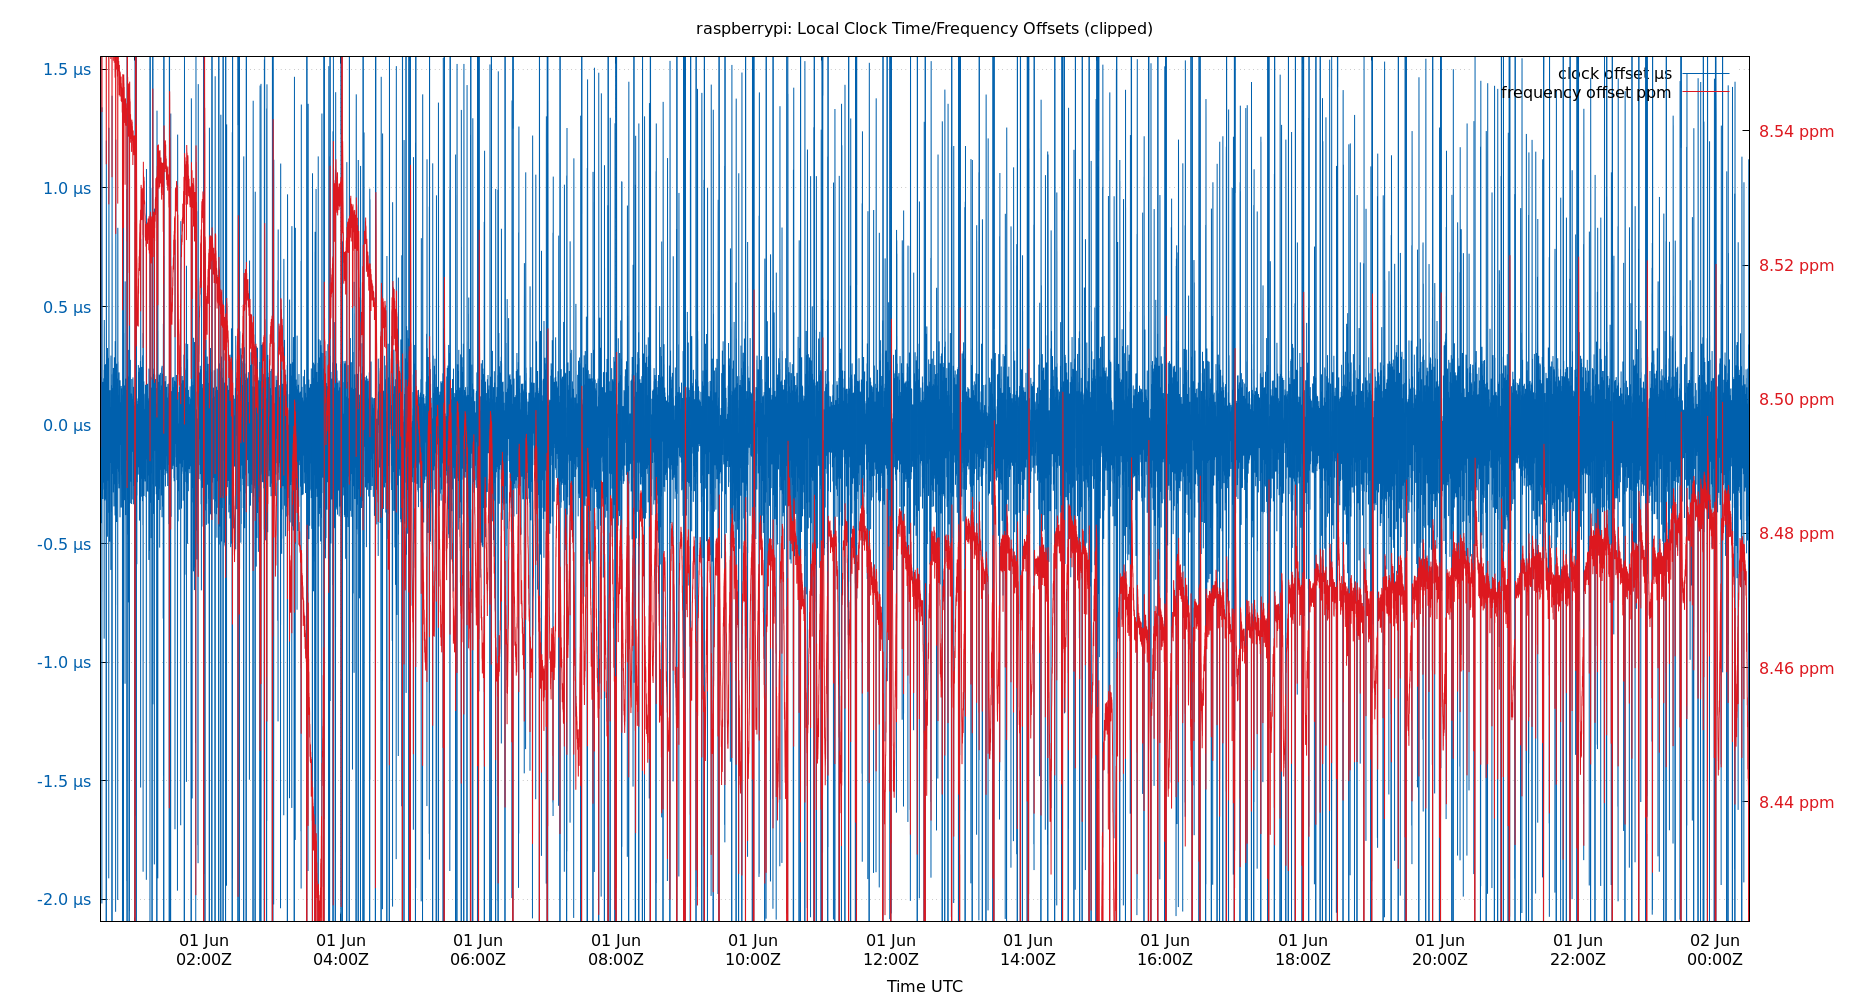 raspberrypi: Local Clock Time/Frequency Offsets (clipped)
clock offset µs
frequency offset ppm
1.5 µs
1.0 µs
0.5 µs
0.0 µs
-0.5 µs
-1.0 µs
-1.5 µs
-2.0 µs
8.54 ppm
8.52 ppm
8.50 ppm
8.48 ppm
8.46 ppm
8.44 ppm
01 Jun 01 Jun 01 Jun 01 Jun 01 Jun 01 Jun 01 Jun 01 Jun 01 Jun 01 Jun 01 Jun 02 Jun
02:00Z 04:00Z 06:00Z 08:00Z 10:00Z 12:00Z 14:00Z 16:00Z 18:00Z 20:00Z 22:00Z 00:00Z
Time UTC